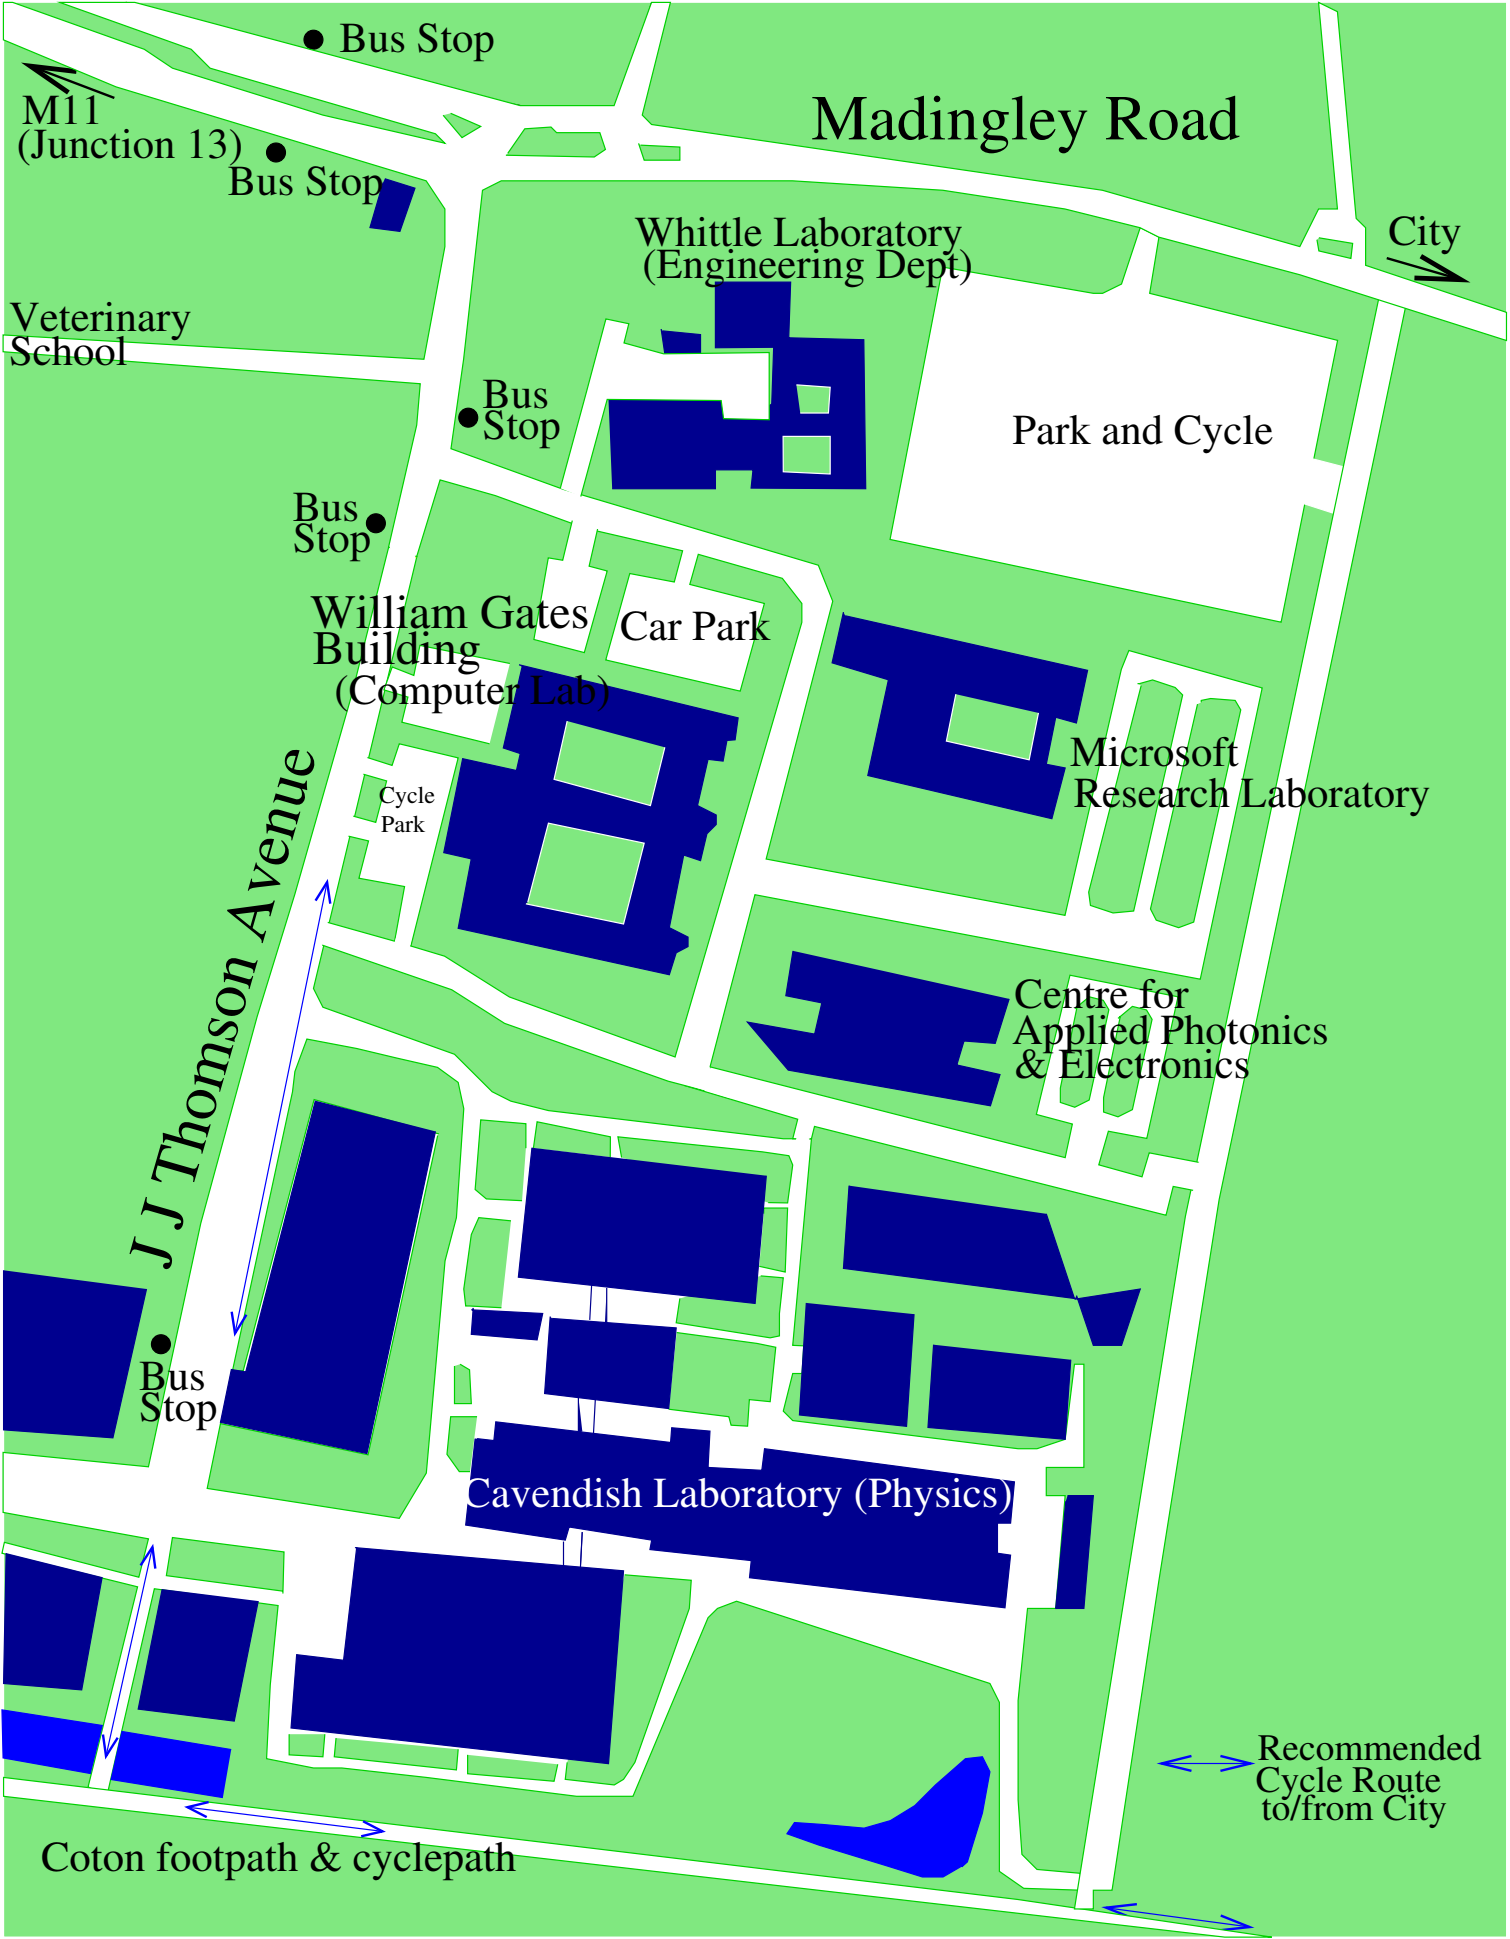 Bus Stop
Madingley Road
M11
(Junction 13)
Bus Stop
Whittle Laboratory
(Engineering Dept)
City
Veterinary
School
Bus
Stop
Park and Cycle
Bus
Stop
William Gates
Building
(Computer Lab)
Car Park
Microsoft
Research Laboratory
Cycle
Park
J J Thomson Avenue
Centre for
Applied Photonics
& Electronics
Bus
Stop
Cavendish Laboratory (Physics)
Recommended
Cycle Route
to/from City
Coton footpath & cyclepath